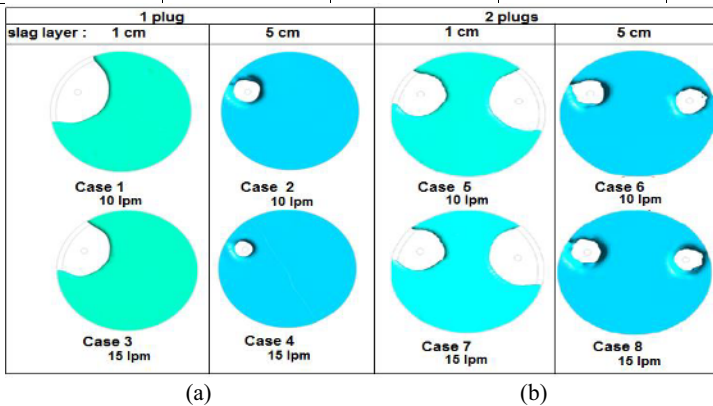 1 plug 2 plugs
slag layer : 1 cm 5 cm 1 cm 5 cm
Case 1 Case 2 Case 5 Case 6
10 lpm 10 lpm 10 lpm 10 lpm
Case 3 Case 4 Case 7 Case 8
15 lpm 15 lpm 15 lpm 15 lpm
(a) (b)